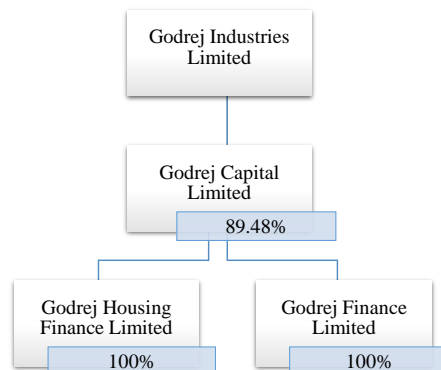 Godrej Industries
Limited
Godrej Capital
Limited
89.48%
Godrej Housing
Finance Limited
100%
Godrej Finance
Limited
100%